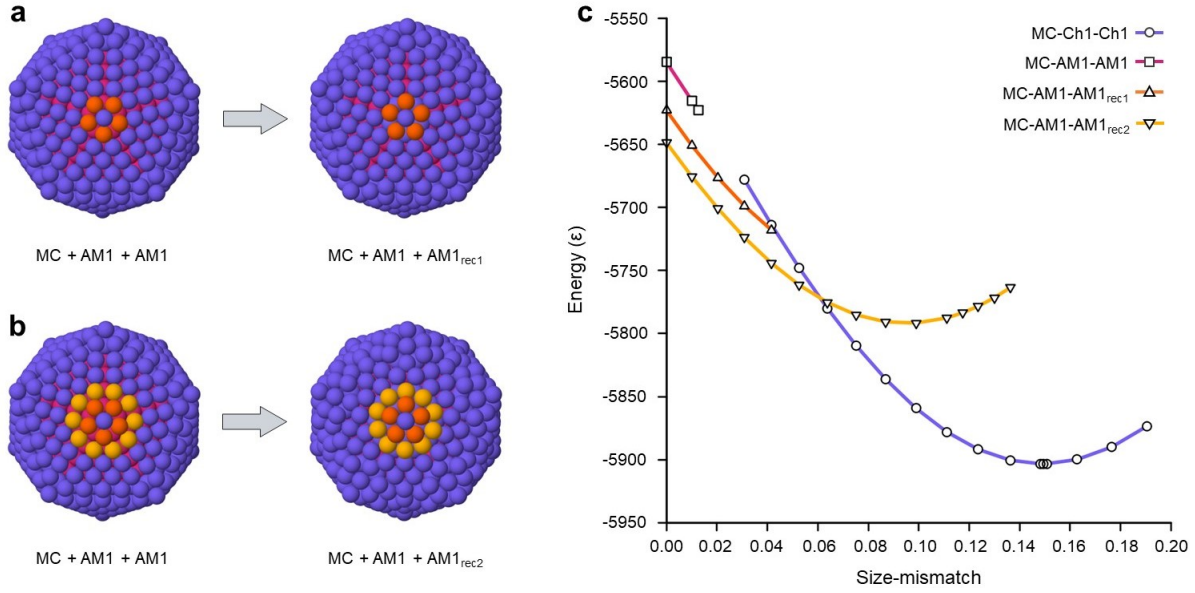 a
MC + AM1 + AM1
MC + AM1 + AM1rec1
b
MC + AM1 + AM1
MC + AM1 + AM1rec2
c
MC-Ch1-Ch1
MC-AM1-AM1
MC-AM1-AM1rec1
MC-AM1-AM1rec2
Energy (ε)
-5550
-5600
-5650
-5700
-5750
-5800
-5850
-5900
-5950
0.00 0.02 0.04 0.06 0.08 0.10 0.12 0.14 0.16 0.18 0.20
Size-mismatch